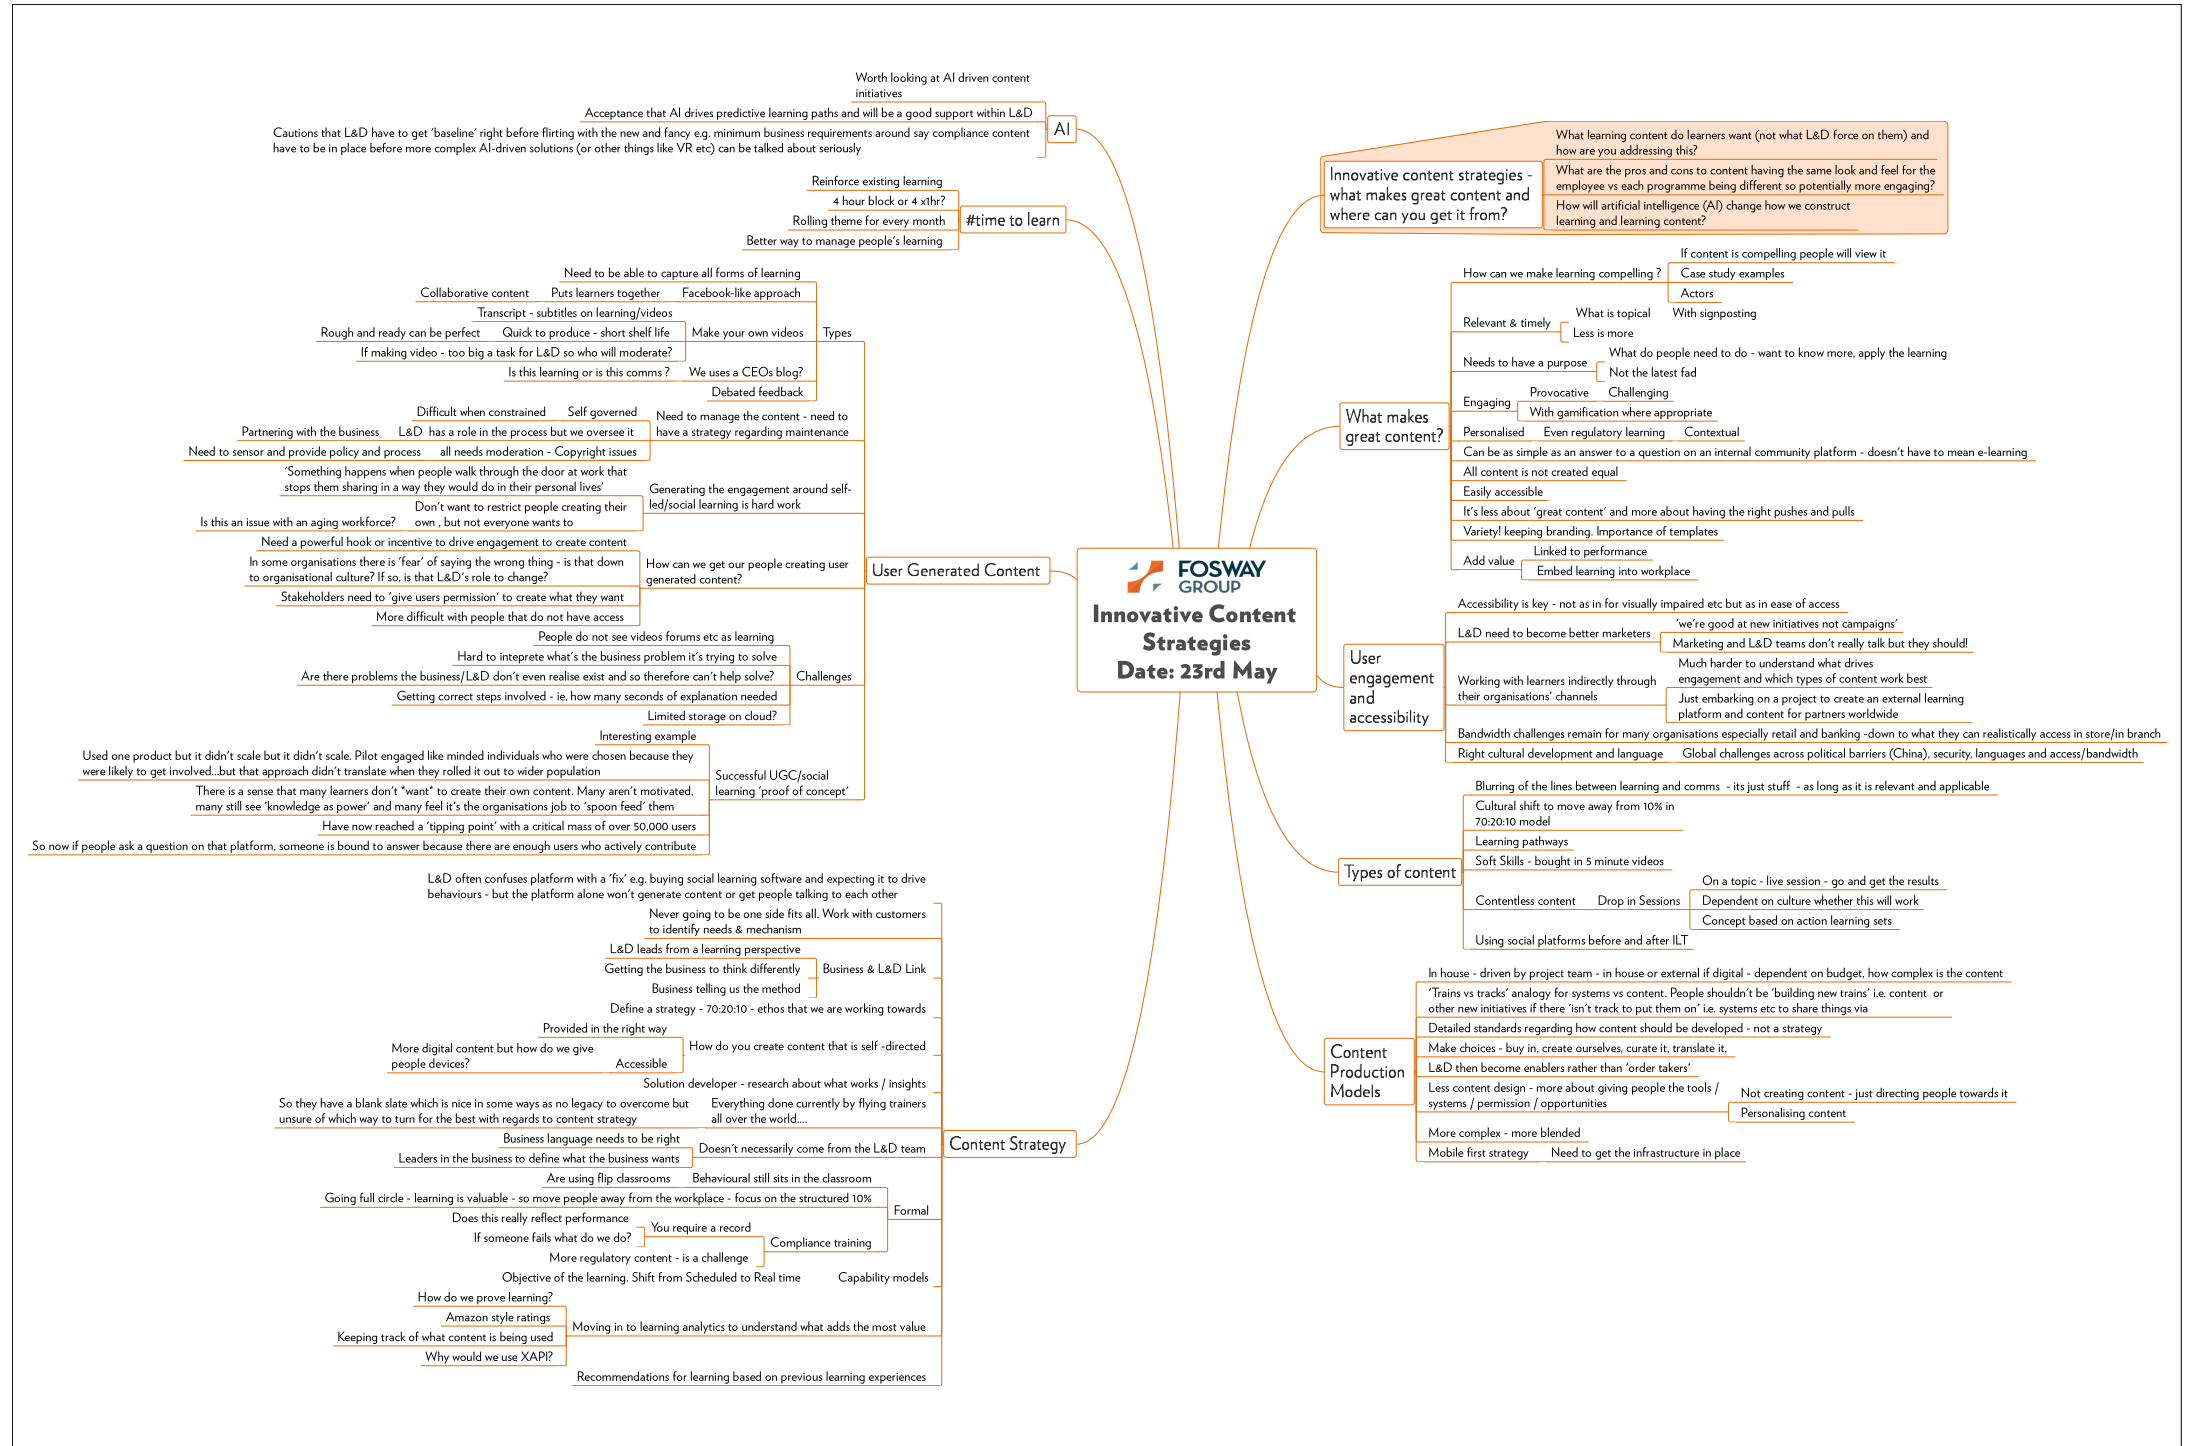 FOSWAY
GROUP
Innovative Content
Strategies
Date: 23rd May
Innovative content strategies -
what makes great content and
where can you get it from?
What learning content do learners want (not what L&D force on them) and
how are you addressing this?
What are the pros and cons to content having the same look and feel for the
employee vs each programme being different so potentially more engaging?
How will artificial intelligence (AI) change how we construct
learning and learning content?
What makes
great content?
How can we make learning compelling ?
If content is compelling people will view it
Case study examples
Actors
Relevant & timely
What is topical
With signposting
Less is more
Needs to have a purpose
What do people need to do - want to know more, apply the learning
Not the latest fad
Engaging
Provocative
Challenging
With gamification where appropriate
Personalised
Even regulatory learning
Contextual
Can be as simple as an answer to a question on an internal community platform - doesn't have to mean e-learning
All content is not created equal
Easily accessible
It's less about 'great content' and more about having the right pushes and pulls
Variety! keeping branding. Importance of templates
Add value
Linked to performance
Embed learning into workplace
User
engagement
and
accessibility
Accessibility is key - not as in for visually impaired etc but as in ease of access
L&D need to become better marketers
'we're good at new initiatives not campaigns'
Marketing and L&D teams don't really talk but they should!
Working with learners indirectly through
their organisations' channels
Much harder to understand what drives
engagement and which types of content work best
Just embarking on a project to create an external learning
platform and content for partners worldwide
Bandwidth challenges remain for many organisations especially retail and banking -down to what they can realistically access in store/in branch
Right cultural development and language
Global challenges across political barriers (China), security, languages and access/bandwidth
Types of content
Blurring of the lines between learning and comms - its just stuff - as long as it is relevant and applicable
Cultural shift to move away from 10% in
70:20:10 model
Learning pathways
Soft Skills - bought in 5 minute videos
Contentless content
Drop in Sessions
On a topic - live session - go and get the results
Dependent on culture whether this will work
Concept based on action learning sets
Using social platforms before and after ILT
Content
Production
Models
In house - driven by project team - in house or external if digital - dependent on budget, how complex is the content
'Trains vs tracks' analogy for systems vs content. People shouldn't be 'building new trains' i.e. content or
other new initiatives if there 'isn't track to put them on' i.e. systems etc to share things via
Detailed standards regarding how content should be developed - not a strategy
Make choices - buy in, create ourselves, curate it, translate it,
L&D then become enablers rather than 'order takers'
Less content design - more about giving people the tools /
systems / permission / opportunities
Not creating content - just directing people towards it
Personalising content
More complex - more blended
Mobile first strategy
Need to get the infrastructure in place
AI
Worth looking at AI driven content
initiatives
Acceptance that AI drives predictive learning paths and will be a good support within L&D
Cautions that L&D have to get 'baseline' right before flirting with the new and fancy e.g. minimum business requirements around say compliance content
have to be in place before more complex AI-driven solutions (or other things like VR etc) can be talked about seriously
#time to learn
Reinforce existing learning
4 hour block or 4 x1hr?
Rolling theme for every month
Better way to manage people's learning
User Generated Content
Types
Need to be able to capture all forms of learning
Facebook-like approach
Puts learners together
Collaborative content
Make your own videos
Transcript - subtitles on learning/videos
Quick to produce - short shelf life
Rough and ready can be perfect
If making video - too big a task for L&D so who will moderate?
We uses a CEOs blog?
Is this learning or is this comms ?
Debated feedback
Need to manage the content - need to
have a strategy regarding maintenance
Self governed
Difficult when constrained
L&D has a role in the process but we oversee it
Partnering with the business
all needs moderation - Copyright issues
Need to sensor and provide policy and process
Generating the engagement around self-
led/social learning is hard work
'Something happens when people walk through the door at work that
stops them sharing in a way they would do in their personal lives'
Don't want to restrict people creating their
own , but not everyone wants to
Is this an issue with an aging workforce?
How can we get our people creating user
generated content?
Need a powerful hook or incentive to drive engagement to create content
In some organisations there is 'fear' of saying the wrong thing - is that down
to organisational culture? If so, is that L&D's role to change?
Stakeholders need to 'give users permission' to create what they want
More difficult with people that do not have access
Challenges
People do not see videos forums etc as learning
Hard to inteprete what's the business problem it's trying to solve
Are there problems the business/L&D don't even realise exist and so therefore can't help solve?
Getting correct steps involved - ie, how many seconds of explanation needed
Limited storage on cloud?
Successful UGC/social
learning 'proof of concept'
Interesting example
Used one product but it didn't scale but it didn't scale. Pilot engaged like minded individuals who were chosen because they
were likely to get involved...but that approach didn't translate when they rolled it out to wider population
There is a sense that many learners don't *want* to create their own content. Many aren't motivated,
many still see 'knowledge as power' and many feel it's the organisations job to 'spoon feed' them
Have now reached a 'tipping point' with a critical mass of over 50,000 users
So now if people ask a question on that platform, someone is bound to answer because there are enough users who actively contribute
Content Strategy
L&D often confuses platform with a 'fix' e.g. buying social learning software and expecting it to drive
behaviours - but the platform alone won't generate content or get people talking to each other
Never going to be one side fits all. Work with customers
to identify needs & mechanism
Business & L&D Link
L&D leads from a learning perspective
Getting the business to think differently
Business telling us the method
Define a strategy - 70:20:10 - ethos that we are working towards
How do you create content that is self -directed
Provided in the right way
Accessible
More digital content but how do we give
people devices?
Solution developer - research about what works / insights
Everything done currently by flying trainers
all over the world....
So they have a blank slate which is nice in some ways as no legacy to overcome but
unsure of which way to turn for the best with regards to content strategy
Doesn't necessarily come from the L&D team
Business language needs to be right
Leaders in the business to define what the business wants
Formal
Behavioural still sits in the classroom
Are using flip classrooms
Going full circle - learning is valuable - so move people away from the workplace - focus on the structured 10%
Compliance training
You require a record
Does this really reflect performance
If someone fails what do we do?
More regulatory content - is a challenge
Capability models
Objective of the learning. Shift from Scheduled to Real time
Moving in to learning analytics to understand what adds the most value
How do we prove learning?
Amazon style ratings
Keeping track of what content is being used
Why would we use XAPI?
Recommendations for learning based on previous learning experiences